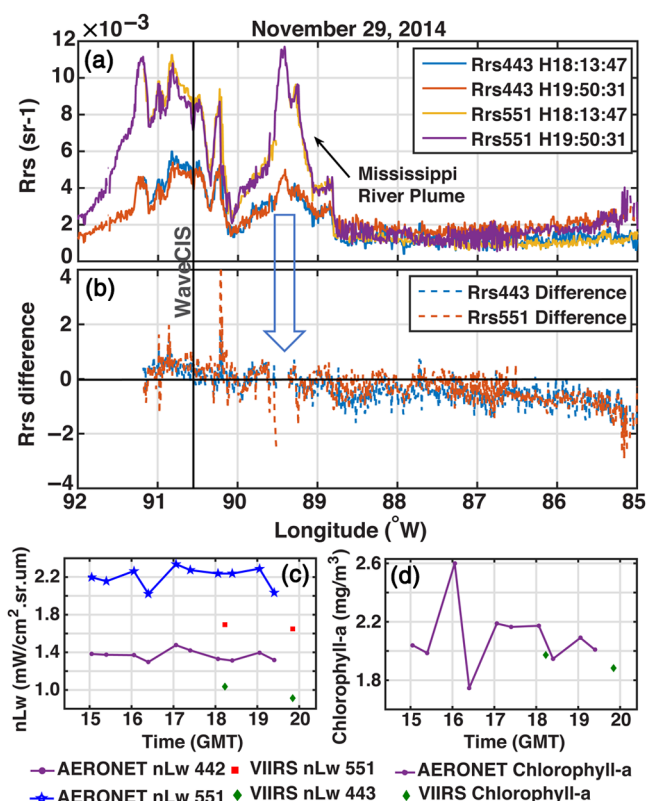 November 29, 2014
×10⁻³
12
10
8
6
4
2
0
Rrs (sr-1)
(a)
Rrs443 H18:13:47
Rrs443 H19:50:31
Rrs551 H18:13:47
Rrs551 H19:50:31
Mississippi
River Plume
WaveCIS
4
2
0
−2
−4
Rrs difference
(b)
Rrs443 Difference
Rrs551 Difference
92 91 90 89 88 87 86 85
Longitude (°W)
nLw (mW/cm².sr.um)
2.2
1.8
1.4
1.0
(c)
15 16 17 18 19 20
Time (GMT)
Chlorophyll-a (mg/m³)
2.6
2.2
1.8
(d)
15 16 17 18 19 20
Time (GMT)
AERONET nLw 442 VIIRS nLw 551 AERONET Chlorophyll-a
AERONET nLw 551 VIIRS nLw 443 VIIRS Chlorophyll-a